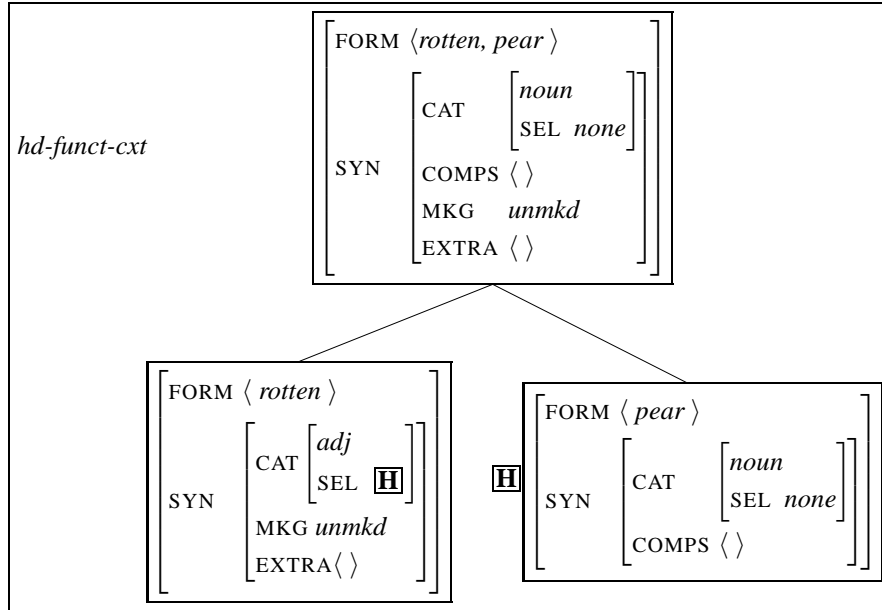 FORM ⟨rotten, pear ⟩
CAT [noun
SEL none]
hd-funct-cxt
SYN
COMPS ⟨ ⟩
MKG unmkd
EXTRA ⟨ ⟩
FORM ⟨ rotten ⟩
SYN
CAT [adj
SEL H]
MKG unmkd
EXTRA⟨ ⟩
H
FORM ⟨ pear ⟩
SYN
CAT [noun
SEL none]
COMPS ⟨ ⟩